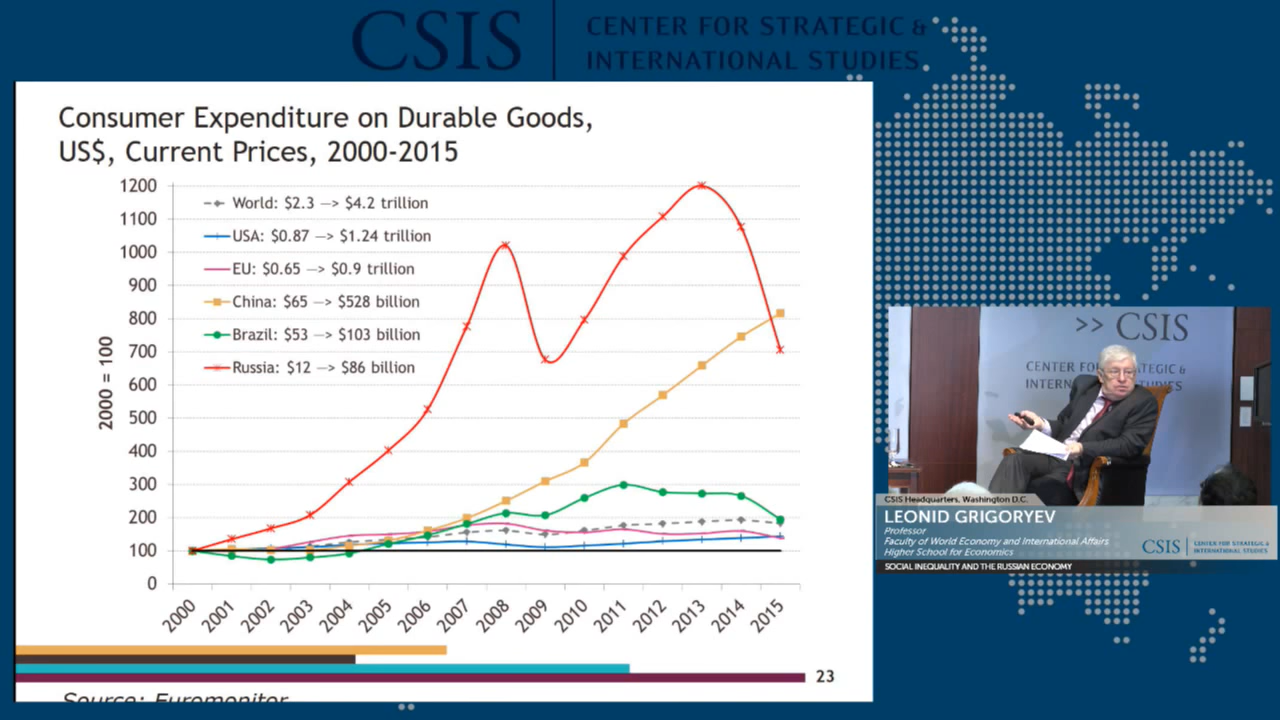 CSIS
CENTER FOR STRATEGIC &
INTERNATIONAL STUDIES
Consumer Expenditure on Durable Goods,
US$, Current Prices, 2000-2015
2000 = 100
1200
1100
1000
900
800
700
600
500
400
300
200
100
0
World: $2.3 —> $4.2 trillion
USA: $0.87 —> $1.24 trillion
EU: $0.65 —> $0.9 trillion
China: $65 —> $528 billion
Brazil: $53 —> $103 billion
Russia: $12 —> $86 billion
2000 2001 2002 2003 2004 2005 2006 2007 2008 2009 2010 2011 2012 2013 2014 2015
23
Source: Euromonitor
>> CSIS
CENTER FOR STRATEGIC &
INTERN STUDIES
CSIS Headquarters, Washington D.C.
LEONID GRIGORYEV
Professor
Faculty of World Economy and International Affairs
Higher School for Economics
CSIS
CENTER FOR STRATEGIC &
INTERNATIONAL STUDIES
SOCIAL INEQUALITY AND THE RUSSIAN ECONOMY